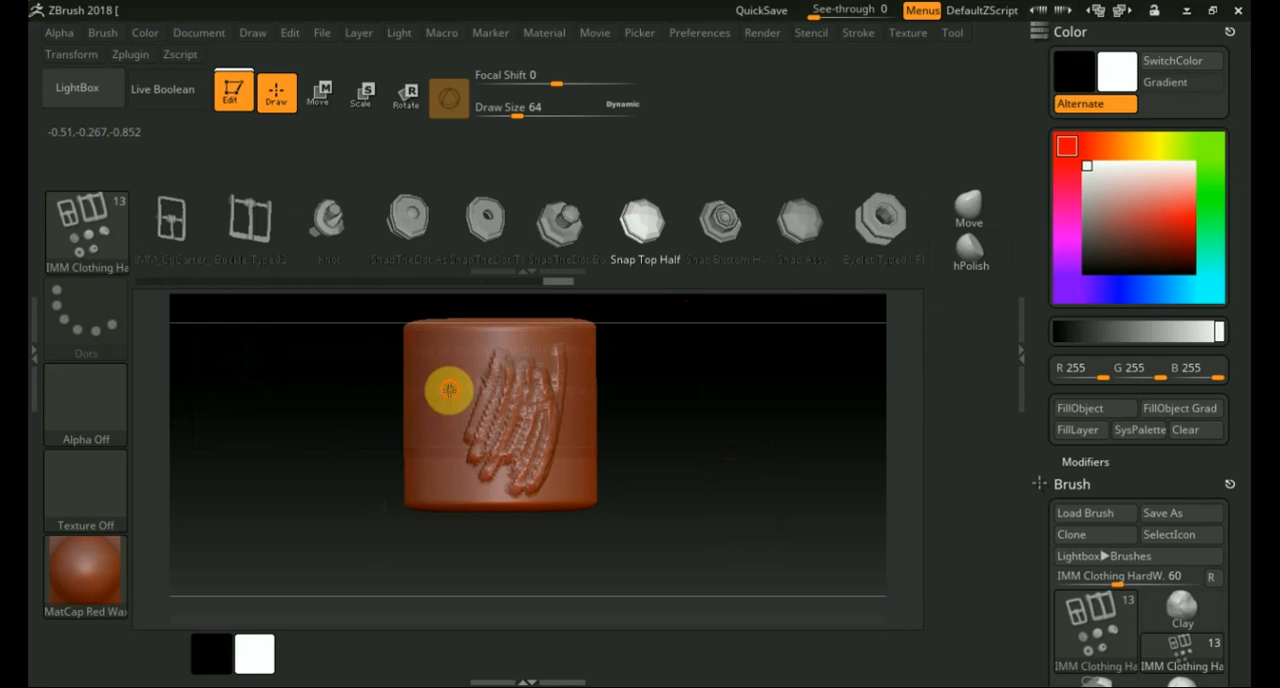 ZBrush 2018 [ QuickSave See-through 0 Menus DefaultZScript
Alpha Brush Color Document Draw Edit File Layer Light Macro Marker Material Movie Picker Preferences Render Stencil Stroke Texture Tool
Transform Zplugin Zscript
LightBox Live Boolean Edit Draw Move Scale Rotate
Focal Shift 0
Draw Size 64 Dynamic
-0.51,-0.267,-0.852
13
IMM Clothing Ha
Buckle Type02 Knot Snap Top Half Snap Assy
Move
hPolish
Dots
Alpha Off
Texture Off
MatCap Red Wax
Color
SwitchColor
Gradient
Alternate
R 255 G 255 B 255
FillObject FillObject Grad
FillLayer SysPalette Clear
Modifiers
Brush
Load Brush Save As
Clone SelectIcon
Lightbox▶Brushes
IMM Clothing HardW. 60 R
13 Clay
13
IMM Clothing Ha IMM Clothing Ha